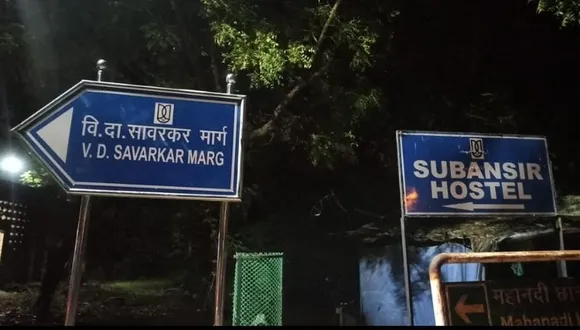 वि.दा.सावरकर मार्ग
V. D. SAVARKAR MARG
SUBANSIR
HOSTEL
महानदी
Mahanadi